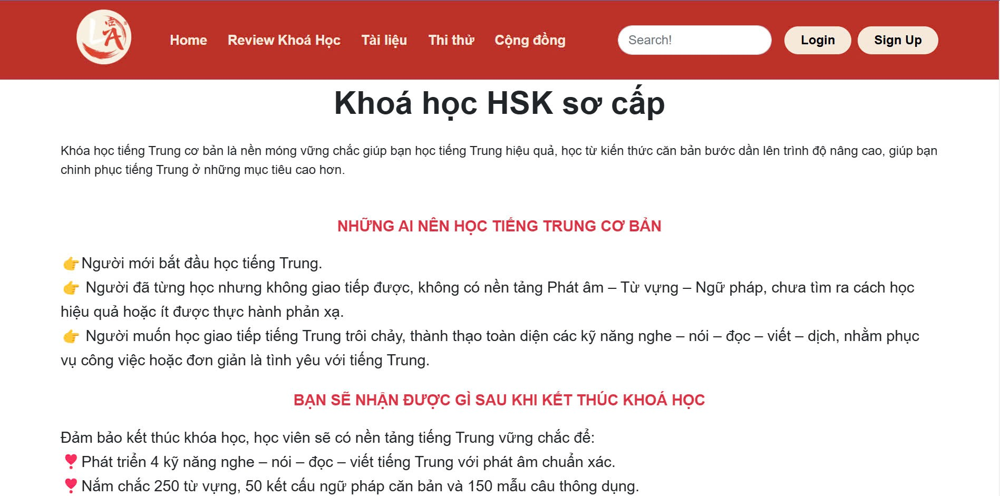 LA
Home Review Khoá Học Tài liệu Thi thử Cộng đồng Search! Login Sign Up
Khoá học HSK sơ cấp
Khóa học tiếng Trung cơ bản là nền móng vững chắc giúp bạn học tiếng Trung hiệu quả, học từ kiến thức căn bản bước dần lên trình độ nâng cao, giúp bạn
chinh phục tiếng Trung ở những mục tiêu cao hơn.
NHỮNG AI NÊN HỌC TIẾNG TRUNG CƠ BẢN
👉Người mới bắt đầu học tiếng Trung.
👉 Người đã từng học nhưng không giao tiếp được, không có nền tảng Phát âm – Từ vựng – Ngữ pháp, chưa tìm ra cách học
hiệu quả hoặc ít được thực hành phản xạ.
👉 Người muốn học giao tiếp tiếng Trung trôi chảy, thành thạo toàn diện các kỹ năng nghe – nói – đọc – viết – dịch, nhằm phục
vụ công việc hoặc đơn giản là tình yêu với tiếng Trung.
BẠN SẼ NHẬN ĐƯỢC GÌ SAU KHI KẾT THÚC KHOÁ HỌC
Đảm bảo kết thúc khóa học, học viên sẽ có nền tảng tiếng Trung vững chắc để:
❣Phát triển 4 kỹ năng nghe – nói – đọc – viết tiếng Trung với phát âm chuẩn xác.
❣Nắm chắc 250 từ vựng, 50 kết cấu ngữ pháp căn bản và 150 mẫu câu thông dụng.